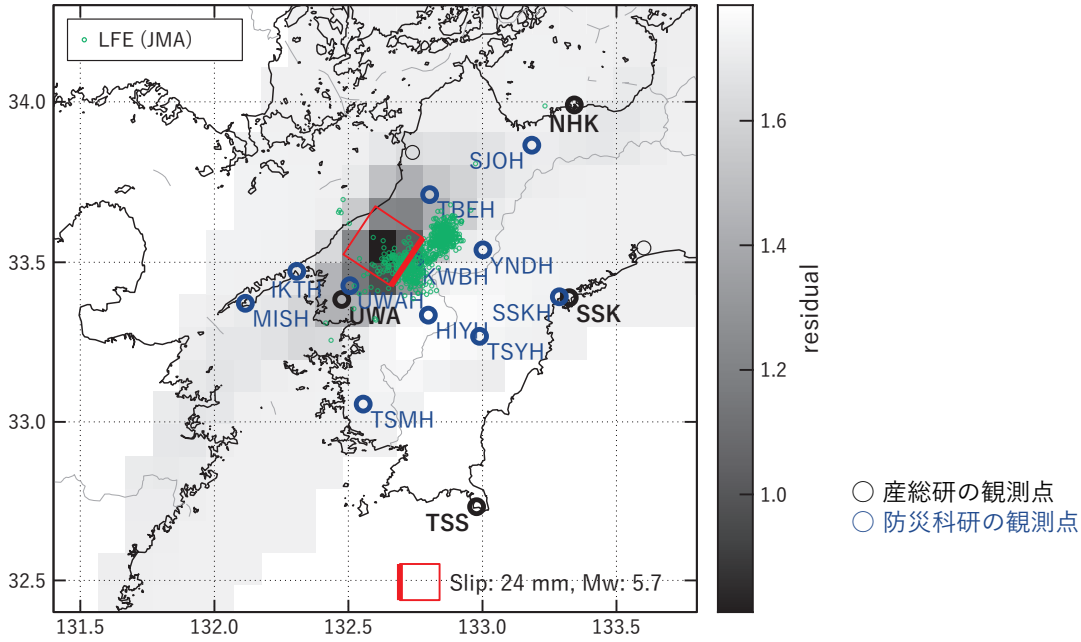 LFE (JMA)
34.0
33.5
33.0
32.5
131.5
132.0
132.5
133.0
133.5
NHK
SJOH
TBEH
YNDH
KWBH
IKTH
UWAH
MISH
UWA
SSKH
SSK
HIYH
TSYH
TSMH
TSS
Slip: 24 mm, Mw: 5.7
1.6
1.4
1.2
1.0
residual
産総研の観測点
防災科研の観測点